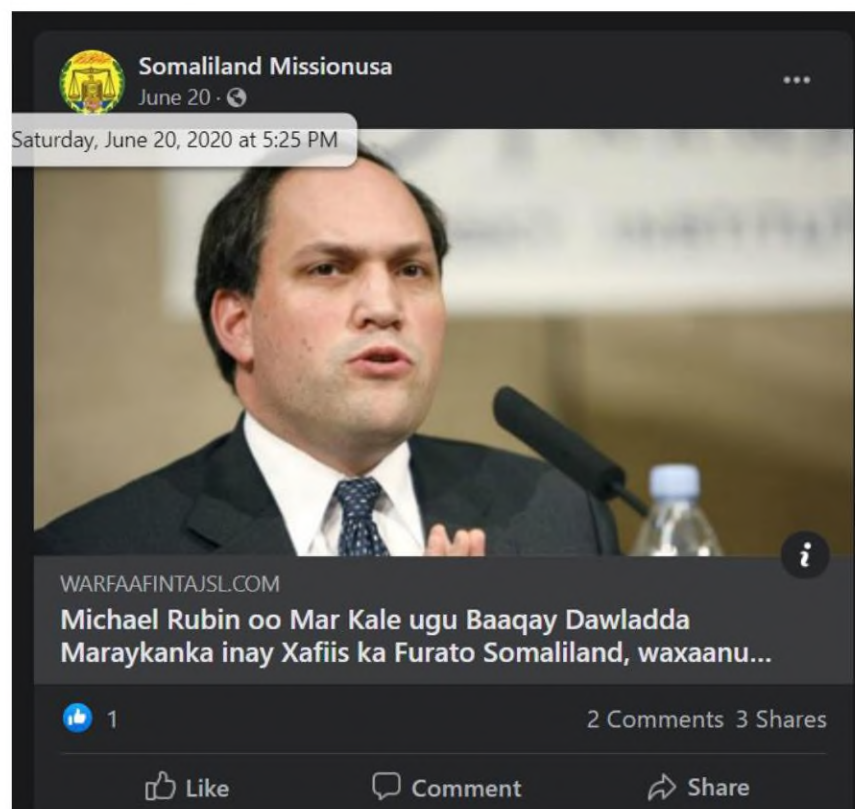 Somaliland Missionusa
June 20 ·
Saturday, June 20, 2020 at 5:25 PM
WARFAAFINTAJSL.COM
Michael Rubin oo Mar Kale ugu Baaqay Dawladda
Maraykanka inay Xafiis ka Furato Somaliland, waxaanu...
1
2 Comments 3 Shares
Like Comment Share